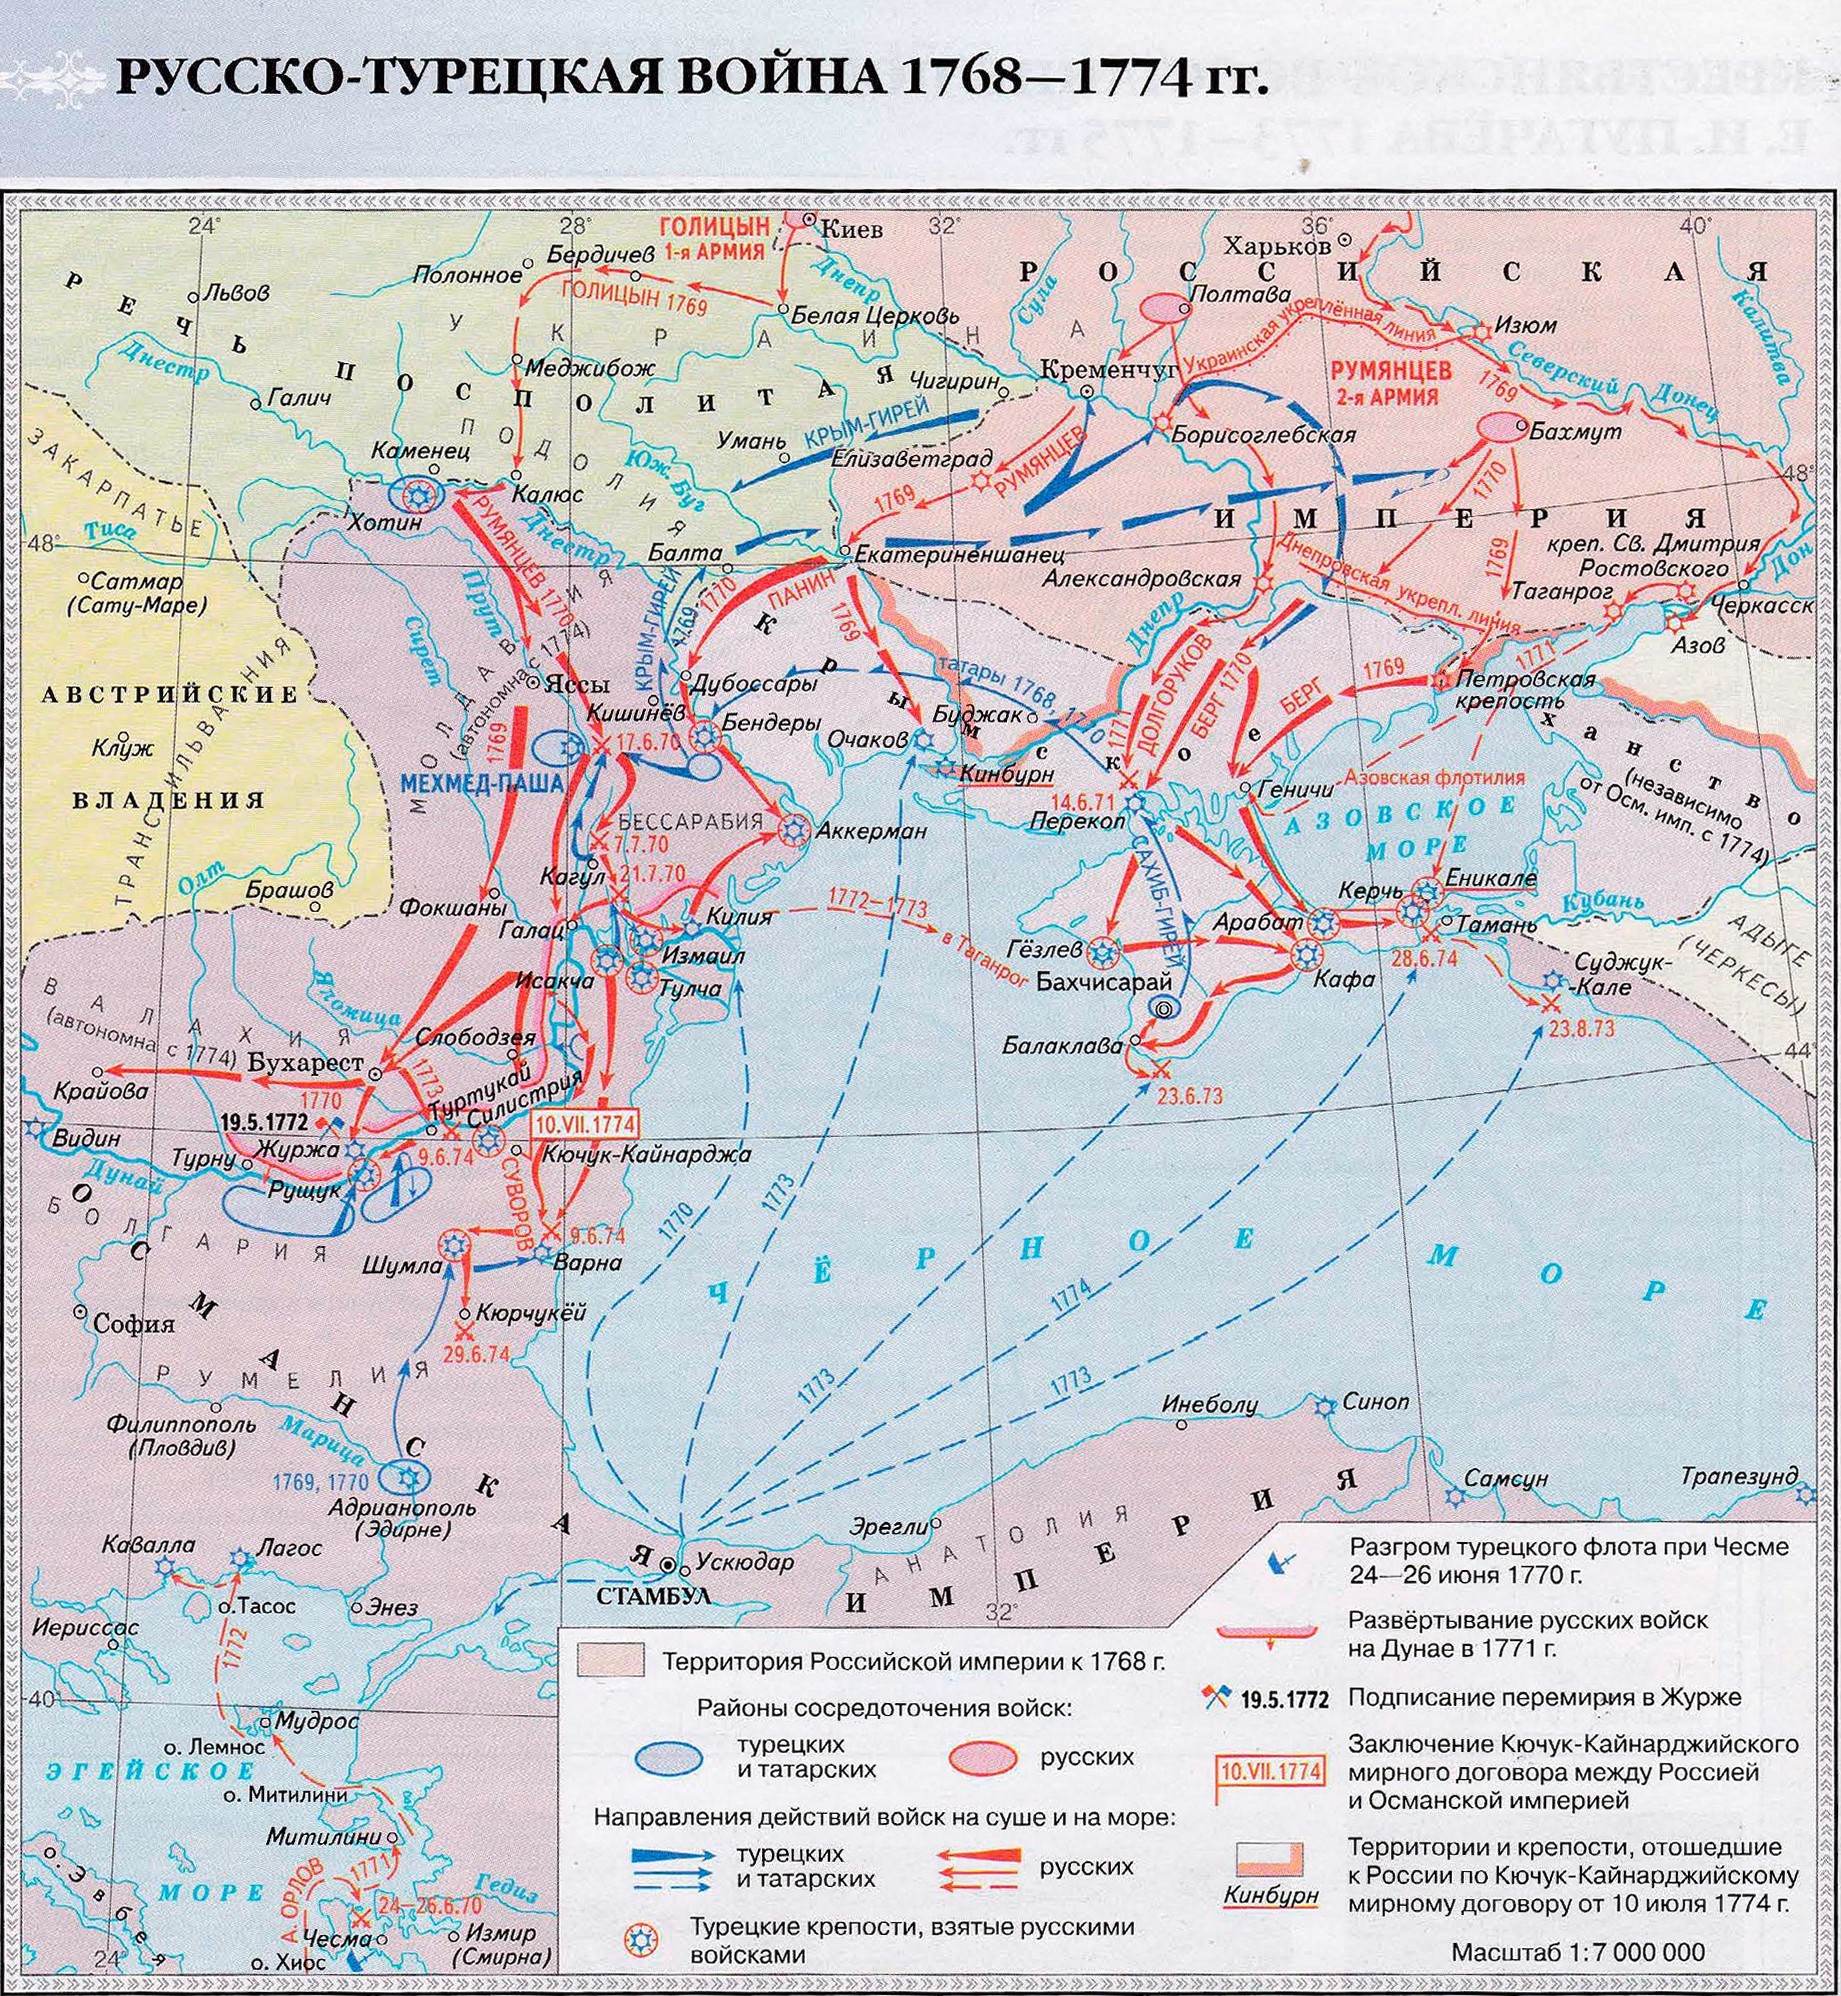 РУССКО-ТУРЕЦКАЯ ВОЙНА 1768—1774 гг.
24°
28°
32°
36°
40°
ГОЛИЦЫН
1-я АРМИЯ
Киев
Харьков
РОССИЙСКАЯ
Бердичев
Полонное
ГОЛИЦЫН 1769
Днепр
Сула
Полтава
Калитва
Львов
РЕЧЬ
Белая Церковь
УКРАИНА
Украинская укреплённая линия
Изюм
Днестр
Меджибож
ПОСПОЛИТАЯ
Чигирин
Кременчуг
РУМЯНЦЕВ
2-я АРМИЯ
1769
Северский Донец
Галич
ПОДОЛИЯ
КРЫМ-ГИРЕЙ
Умань
Борисоглебская
Бахмут
ЗАКАРПАТЬЕ
Каменец
Елизаветград
РУМЯНЦЕВ
Юж. Буг
1769
1770
48°
Хотин
Калюс
РУМЯНЦЕВ 1770
Днестр
ИМПЕРИЯ
Тиса
48°
Балта
Екатериненшанец
1769
креп. Св. Дмитрия
Ростовского
Дон
Сатмар
(Сату-Маре)
Прут
Александровская
Днепровская укрепл. линия
Таганрог
Черкасск
1770
ПАНИН
1769
Сирет
КРЫМ-ГИРЕЙ
1769
Днепр
Азов
МОЛДАВИЯ
(автономна с 1774)
Крымское
татары 1768, 1770
1769
1771
АВСТРИЙСКИЕ
Яссы
Дубоссары
ДОЛГОРУКОВ
1771
БЕРГ 1770
БЕРГ
Петровская
крепость
ТРАНСИЛЬВАНИЯ
Кишинёв
Бендеры
Буджак
ханство
(независимо
от Осм. имп. с 1774)
Клуж
1769
17.6.70
Очаков
Кинбурн
МЕХМЕД-ПАША
Геничи
Азовская флотилия
ВЛАДЕНИЯ
14.6.71
Перекоп
АЗОВСКОЕ
МОРЕ
БЕССАРАБИЯ
7.7.70
Аккерман
САХИБ-ГИРЕЙ
Олт
Брашов
Кагул
21.7.70
Керчь
Еникале
Кубань
Фокшаны
Килия
1772—1773
в Таганрог
Арабат
Тамань
АДЫГЕ
(ЧЕРКЕСЫ)
Галац
Измаил
Гёзлев
28.6.74
Исакча
Тулча
Бахчисарай
Кафа
Суджук-
-Кале
ВАЛАХИЯ
(автономна с 1774)
Яломица
23.8.73
Слободзея
Балаклава
44°
Бухарест
Крайова
1770
1773
Туртукай
Силистрия
23.6.73
19.5.1772
10.VII.1774
Видин
Турну
Журжа
9.6.74
Кючук-Кайнарджа
Дунай
Рущук
СУВОРОВ
БОЛГАРИЯ
1770
1773
9.6.74
Шумла
Варна
ЧЁРНОЕ МОРЕ
ОСМАНСКАЯ
Кюрчукёй
1774
София
29.6.74
РУМЕЛИЯ
1773
1773
Филиппополь
(Пловдив)
Марица
Инеболу
Синоп
1769, 1770
Адрианополь
(Эдирне)
Самсун
Трапезунд
Кавалла
Лагос
Эрегли
АНАТОЛИЯ
Ускюдар
СТАМБУЛ
ИМПЕРИЯ
о.Тасос
Энез
32°
Иериссос
1772
40°
Мудрос
о. Лемнос
ЭГЕЙСКОЕ
о. Митилини
Митилини
о. Эвбея
МОРЕ
А.ОРЛОВ
1771
Гедиз
24—26.6.70
Чесма
Измир
(Смирна)
24°
о. Хиос
Территория Российской империи к 1768 г.
Районы сосредоточения войск:
турецких
и татарских
русских
Направления действий войск на суше и на море:
турецких
и татарских
русских
Турецкие крепости, взятые русскими
войсками
Разгром турецкого флота при Чесме
24—26 июня 1770 г.
Развёртывание русских войск
на Дунае в 1771 г.
19.5.1772
Подписание перемирия в Журже
10.VII.1774
Заключение Кючук-Кайнарджийского
мирного договора между Россией
и Османской империей
Кинбурн
Территории и крепости, отошедшие
к России по Кючук-Кайнарджийскому
мирному договору от 10 июля 1774 г.
Масштаб 1:7 000 000